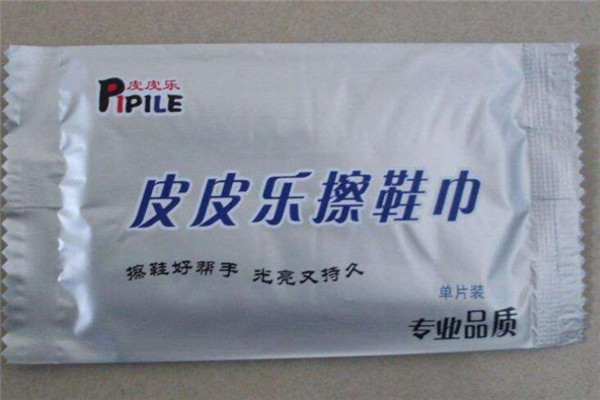 皮皮乐
PIPILE
皮皮乐擦鞋巾
擦鞋好帮手 光亮又持久
单片装
专业品质